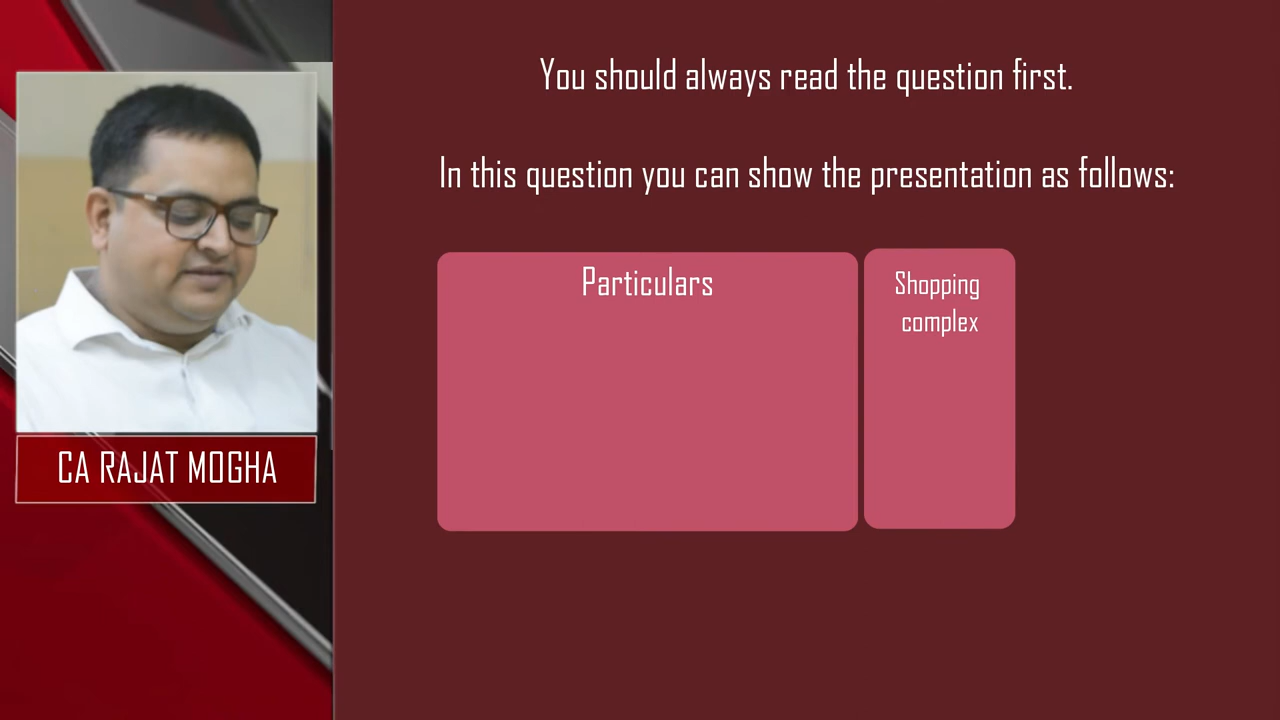 You should always read the question first.
In this question you can show the presentation as follows:
Particulars
Shopping
complex
CA RAJAT MOGHA